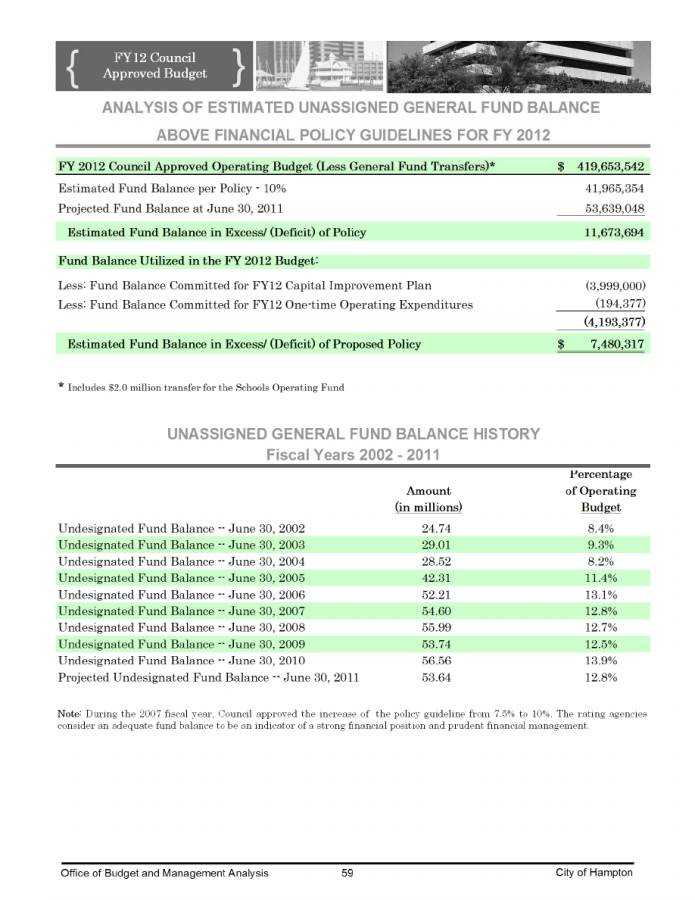 FY12 Council
Approved Budget
ANALYSIS OF ESTIMATED UNASSIGNED GENERAL FUND BALANCE
ABOVE FINANCIAL POLICY GUIDELINES FOR FY 2012
FY 2012 Council Approved Operating Budget (Less General Fund Transfers)* $ 419,653,542
Estimated Fund Balance per Policy - 10% 41,965,354
Projected Fund Balance at June 30, 2011 53,639,048
Estimated Fund Balance in Excess/ (Deficit) of Policy 11,673,694
Fund Balance Utilized in the FY 2012 Budget:
Less: Fund Balance Committed for FY12 Capital Improvement Plan (3,999,000)
Less: Fund Balance Committed for FY12 One-time Operating Expenditures (194,377)
(4,193,377)
Estimated Fund Balance in Excess/ (Deficit) of Proposed Policy $ 7,480,317
* Includes $2.0 million transfer for the Schools Operating Fund
UNASSIGNED GENERAL FUND BALANCE HISTORY
Fiscal Years 2002 - 2011
Percentage
Amount of Operating
(in millions) Budget
Undesignated Fund Balance -- June 30, 2002 24.74 8.4%
Undesignated Fund Balance -- June 30, 2003 29.01 9.3%
Undesignated Fund Balance -- June 30, 2004 28.52 8.2%
Undesignated Fund Balance -- June 30, 2005 42.31 11.4%
Undesignated Fund Balance -- June 30, 2006 52.21 13.1%
Undesignated Fund Balance -- June 30, 2007 54.60 12.8%
Undesignated Fund Balance -- June 30, 2008 55.99 12.7%
Undesignated Fund Balance -- June 30, 2009 53.74 12.5%
Undesignated Fund Balance -- June 30, 2010 56.56 13.9%
Projected Undesignated Fund Balance -- June 30, 2011 53.64 12.8%
Note: During the 2007 fiscal year, Council approved the increase of the policy guideline from 7.5% to 10%. The rating agencies
consider an adequate fund balance to be an indicator of a strong financial position and prudent financial management.
Office of Budget and Management Analysis 59 City of Hampton